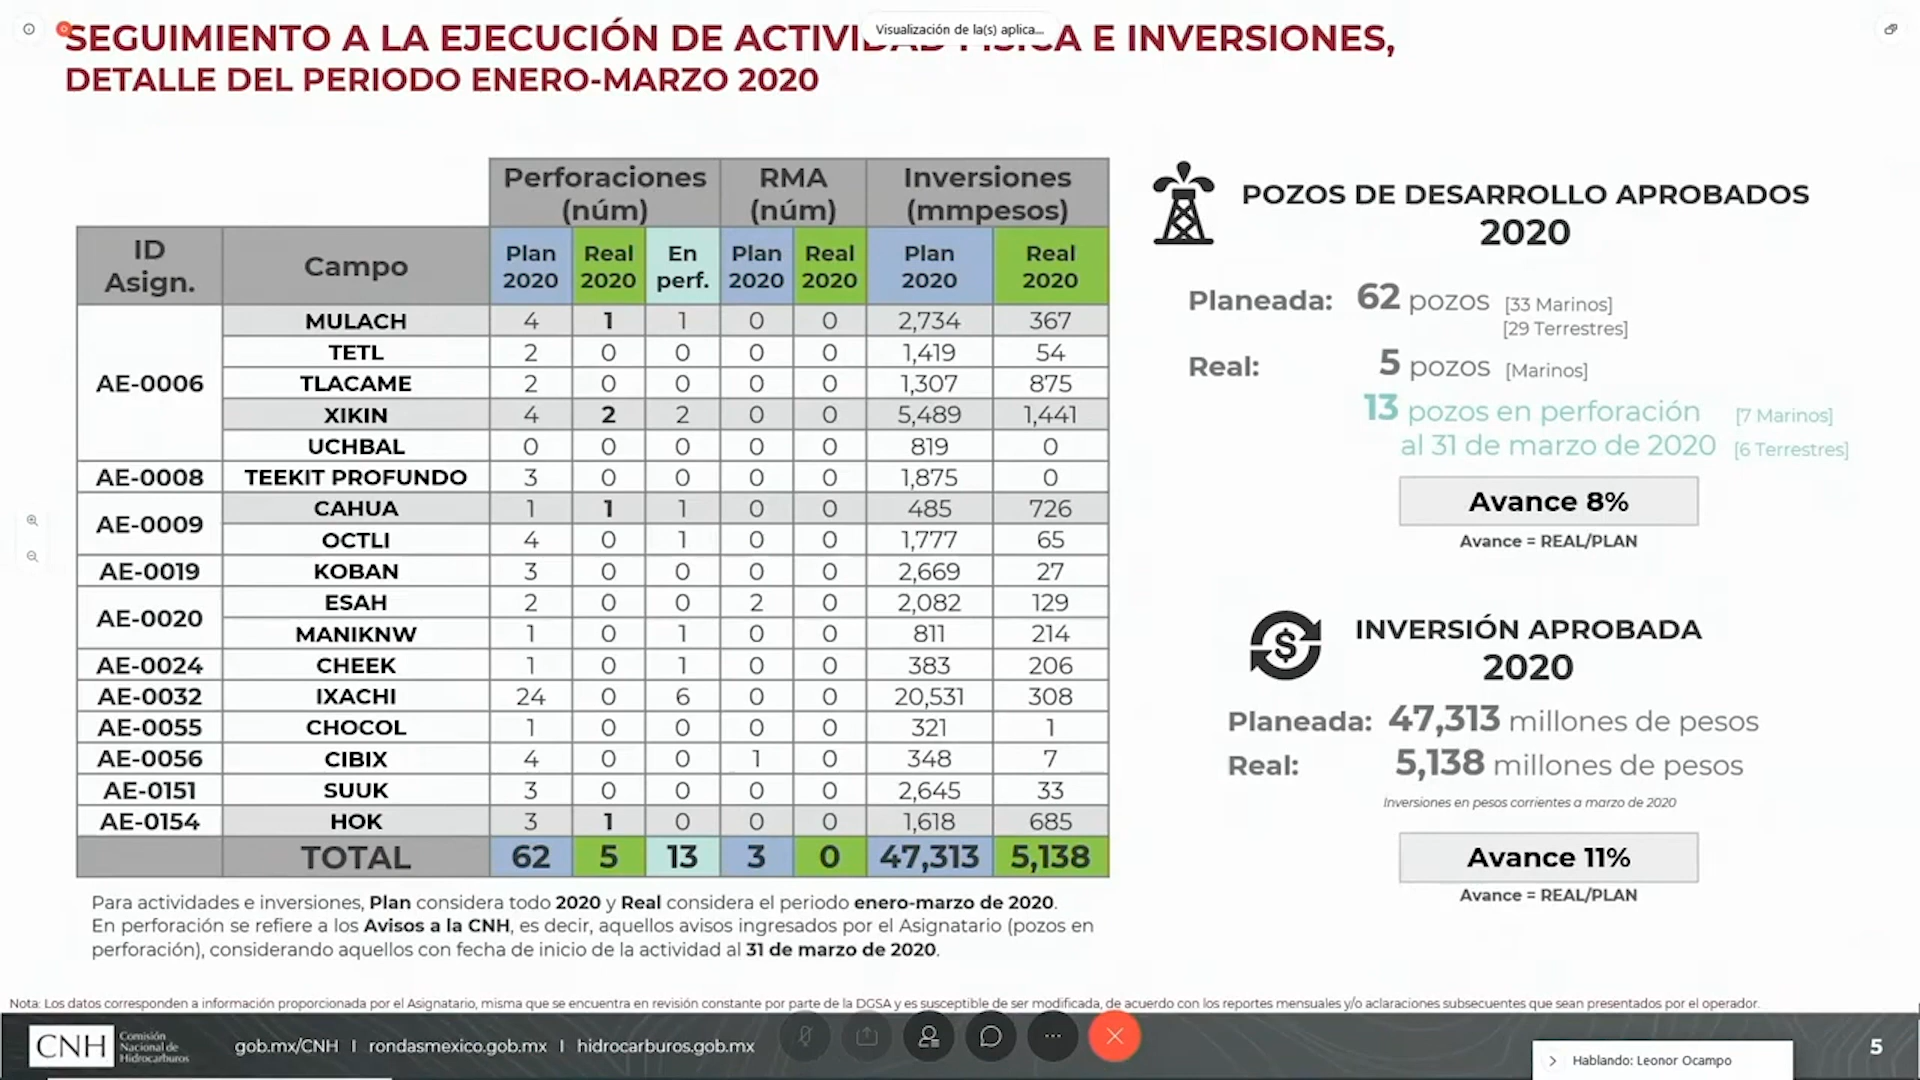 Visualización de la(s) aplica...
SEGUIMIENTO A LA EJECUCIÓN DE E INVERSIONES,
DETALLE DEL PERIODO ENERO-MARZO 2020
Perforaciones (núm) RMA (núm) Inversiones (mmpesos)
ID Asign. Campo Plan 2020 Real 2020 En perf. Plan 2020 Real 2020 Plan 2020 Real 2020
AE-0006 MULACH 4 1 1 0 0 2,734 367
TETL 2 0 0 0 0 1,419 54
TLACAME 2 0 0 0 0 1,307 875
XIKIN 4 2 2 0 0 5,489 1,441
UCHBAL 0 0 0 0 0 819 0
AE-0008 TEEKIT PROFUNDO 3 0 0 0 0 1,875 0
AE-0009 CAHUA 1 1 1 0 0 485 726
OCTLI 4 0 1 0 0 1,777 65
AE-0019 KOBAN 3 0 0 0 0 2,669 27
AE-0020 ESAH 2 0 0 2 0 2,082 129
MANIKNW 1 0 1 0 0 811 214
AE-0024 CHEEK 1 0 1 0 0 383 206
AE-0032 IXACHI 24 0 6 0 0 20,531 308
AE-0055 CHOCOL 1 0 0 0 0 321 1
AE-0056 CIBIX 4 0 0 1 0 348 7
AE-0151 SUUK 3 0 0 0 0 2,645 33
AE-0154 HOK 3 1 0 0 0 1,618 685
TOTAL 62 5 13 3 0 47,313 5,138
Para actividades e inversiones, Plan considera todo 2020 y Real considera el periodo enero-marzo de 2020.
En perforación se refiere a los Avisos a la CNH, es decir, aquellos avisos ingresados por el Asignatario (pozos en
perforación), considerando aquellos con fecha de inicio de la actividad al 31 de marzo de 2020.
POZOS DE DESARROLLO APROBADOS
2020
Planeada: 62 pozos [33 Marinos]
[29 Terrestres]
Real: 5 pozos [Marinos]
13 pozos en perforación [7 Marinos]
al 31 de marzo de 2020 [6 Terrestres]
Avance 8%
Avance = REAL/PLAN
$
INVERSIÓN APROBADA
2020
Planeada: 47,313 millones de pesos
Real: 5,138 millones de pesos
Inversiones en pesos corrientes a marzo de 2020
Avance 11%
Avance = REAL/PLAN
Nota: Los datos corresponden a información proporcionada por el Asignatario, misma que se encuentra en revisión constante por parte de la DGSA y es susceptible de ser modificada, de acuerdo con los reportes mensuales y/o aclaraciones subsecuentes que sean presentados por el operador.
CNH Comisión Nacional de Hidrocarburos
gob.mx/CNH I rondasmexico.gob.mx I hidrocarburos.gob.mx
5
Hablando: Leonor Ocampo